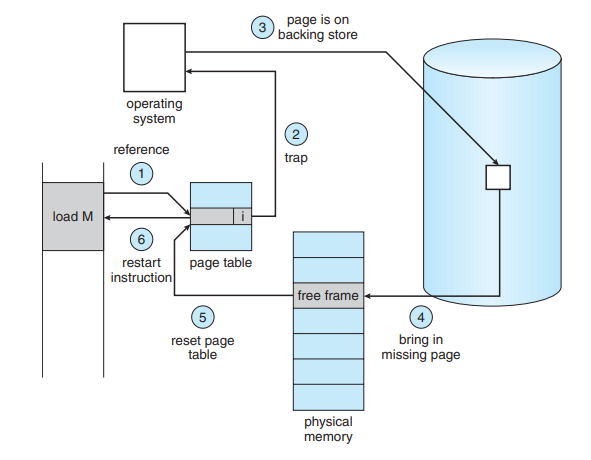 3
page is on
backing store
operating
system
2
trap
reference
1
load M
i
6
restart
instruction
page table
free frame
5
reset page
table
4
bring in
missing page
physical
memory